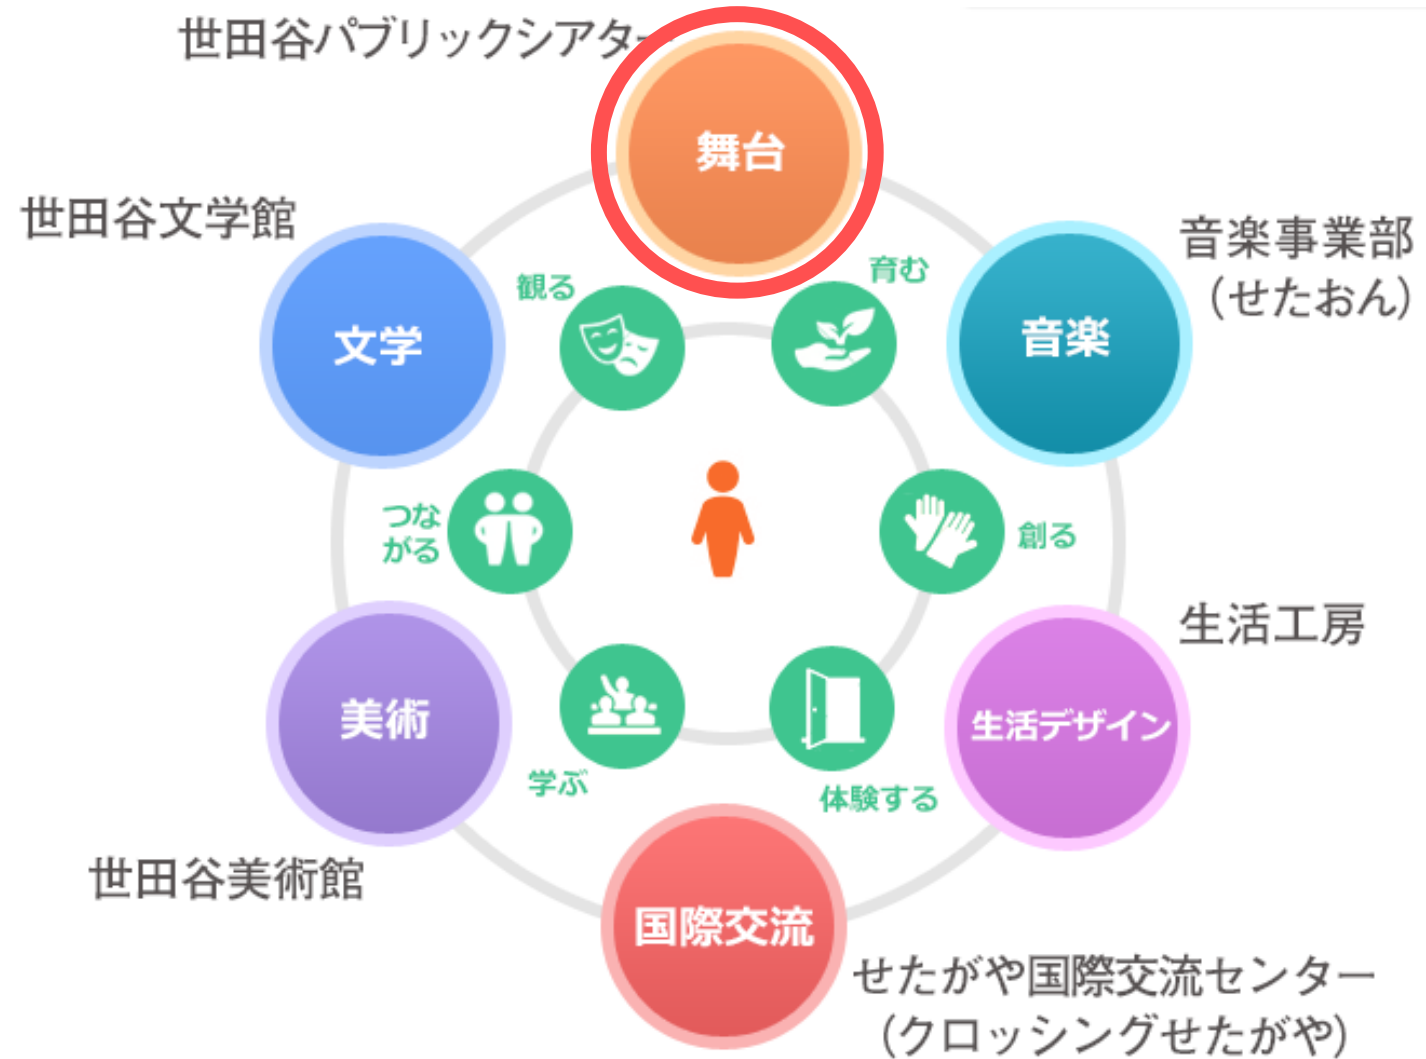 世田谷パブリックシアター
舞台
世田谷文学館
文学
音楽事業部
（せたおん）
音楽
観る
育む
つな
がる
創る
生活工房
美術
生活デザイン
学ぶ
体験する
世田谷美術館
国際交流
せたがや国際交流センター
（クロッシングせたがや）